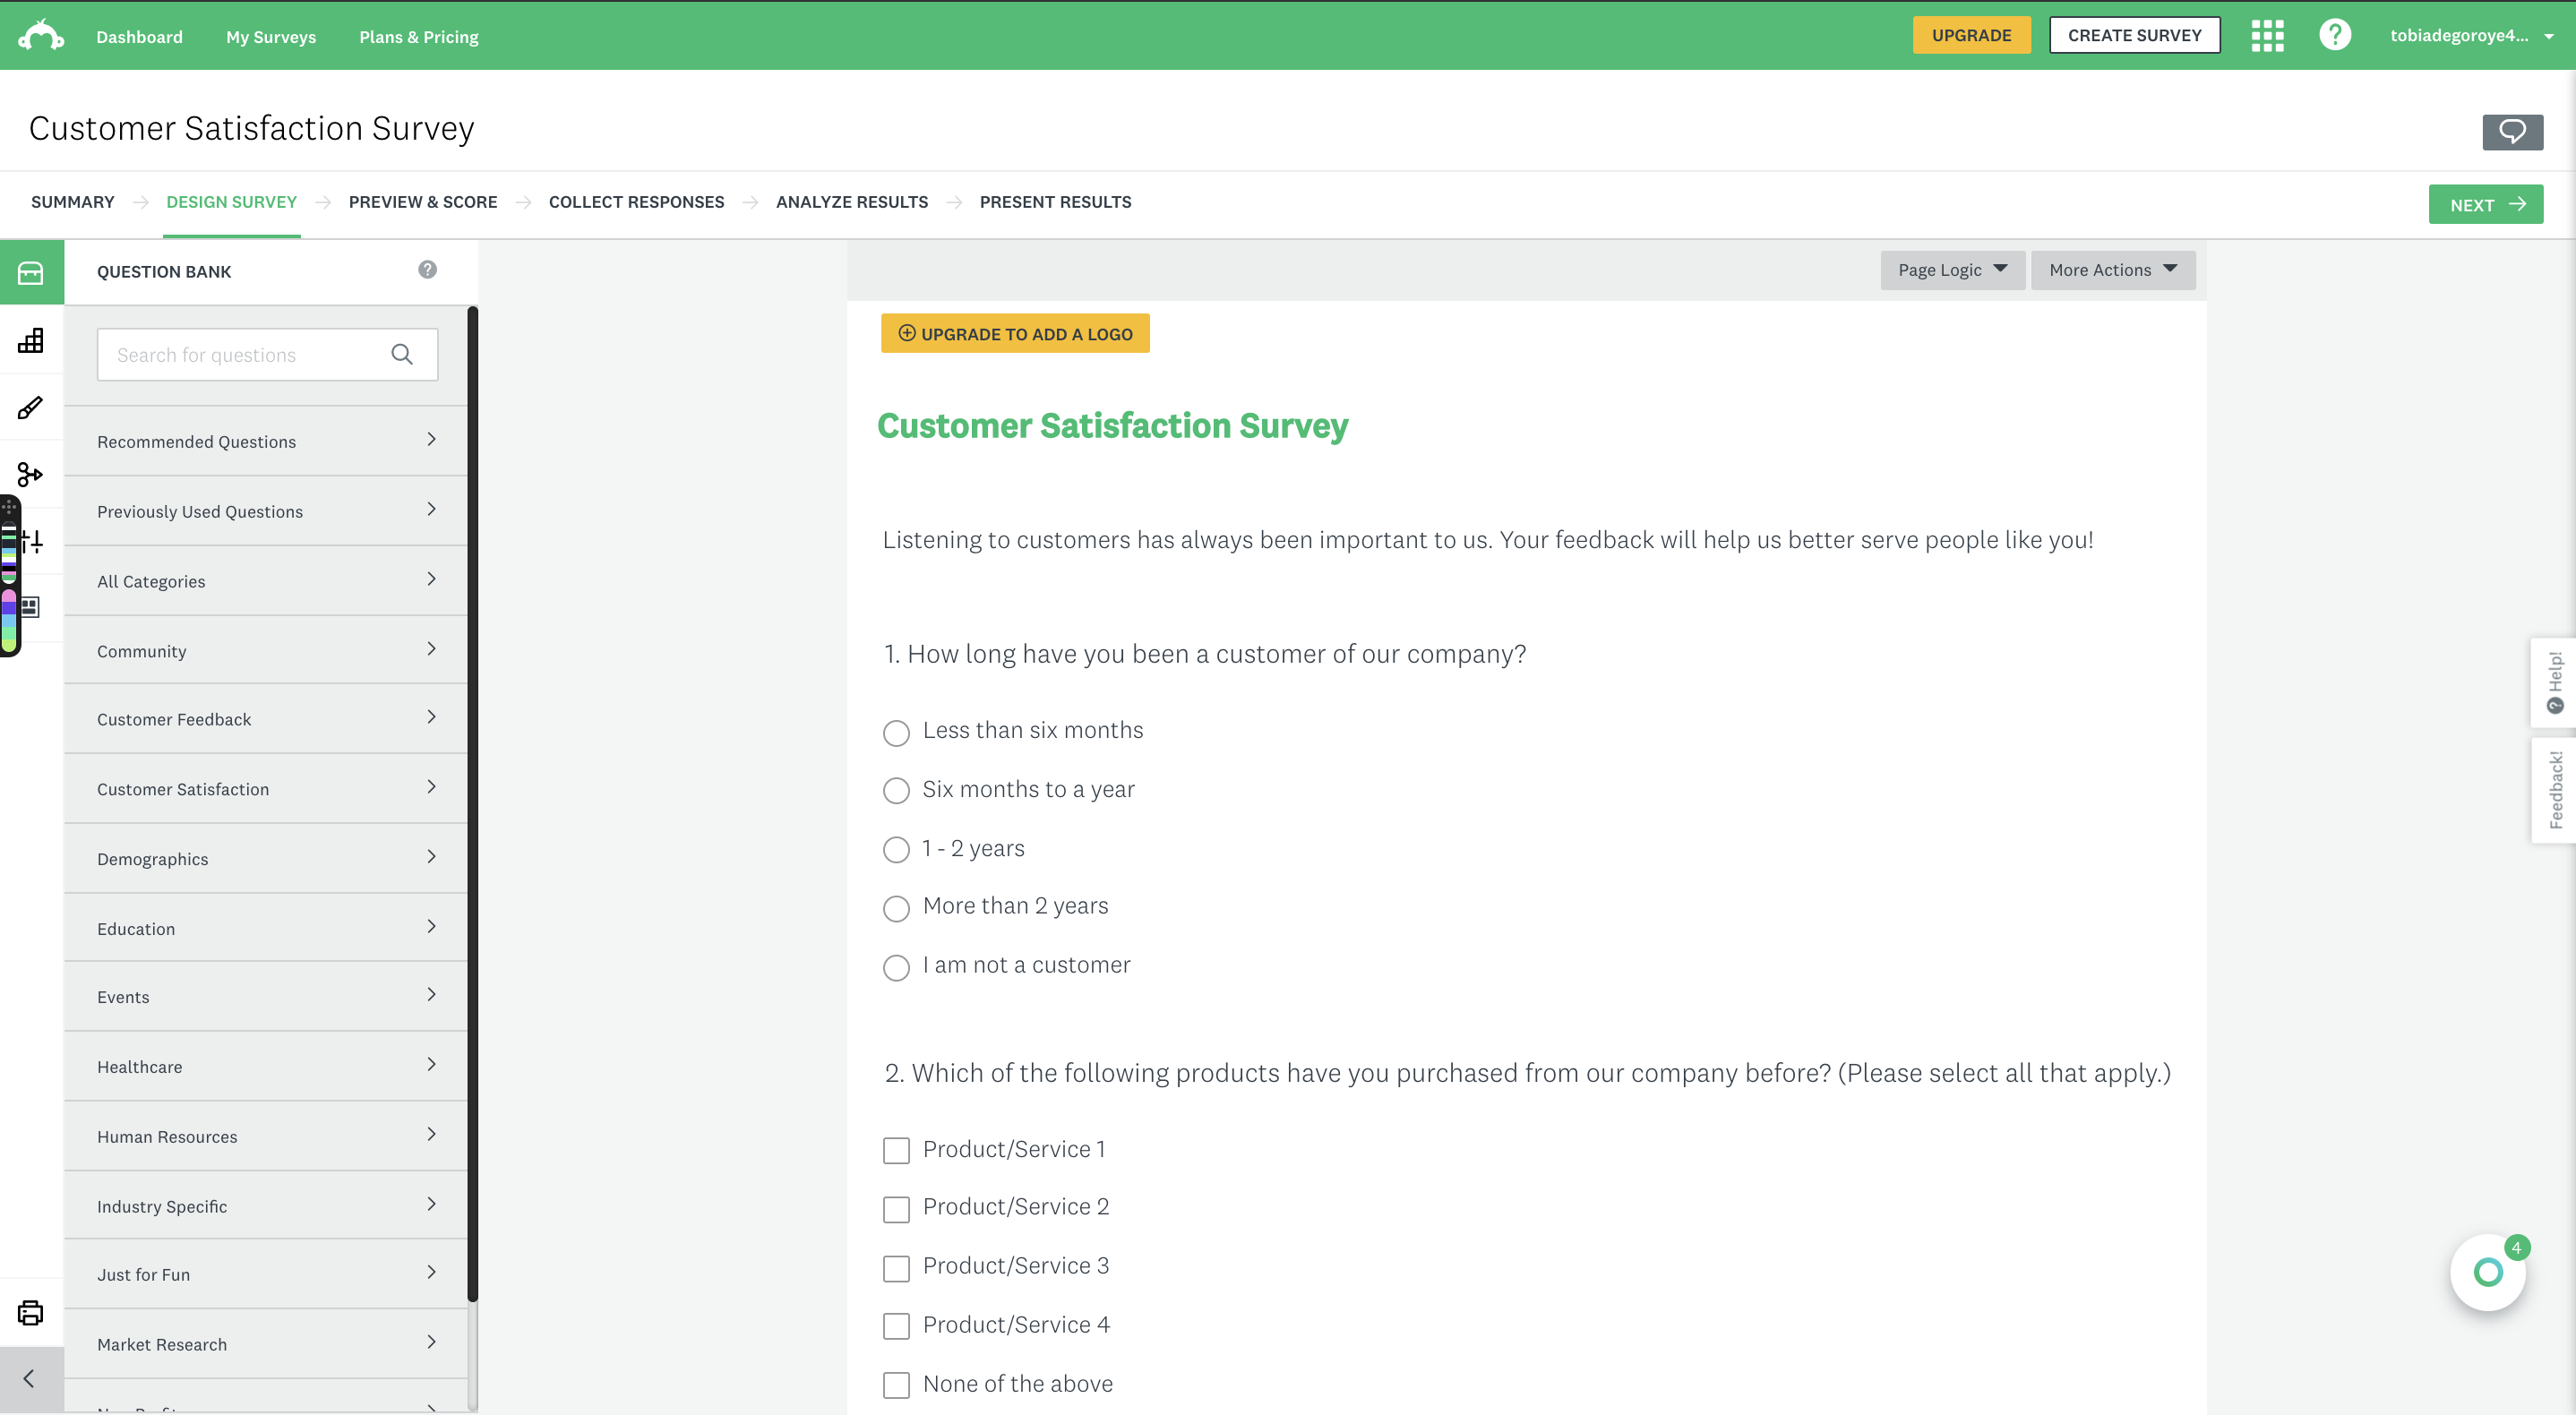 Dashboard My Surveys Plans & Pricing UPGRADE CREATE SURVEY ? tobiadegoroye4...
Customer Satisfaction Survey
SUMMARY DESIGN SURVEY PREVIEW & SCORE COLLECT RESPONSES ANALYZE RESULTS PRESENT RESULTS NEXT
QUESTION BANK ?
Page Logic More Actions
Search for questions
Recommended Questions
Previously Used Questions
All Categories
Community
Customer Feedback
Customer Satisfaction
Demographics
Education
Events
Healthcare
Human Resources
Industry Specific
Just for Fun
Market Research
UPGRADE TO ADD A LOGO
Customer Satisfaction Survey
Listening to customers has always been important to us. Your feedback will help us better serve people like you!
1. How long have you been a customer of our company?
Less than six months
Six months to a year
1 - 2 years
More than 2 years
I am not a customer
2. Which of the following products have you purchased from our company before? (Please select all that apply.)
Product/Service 1
Product/Service 2
Product/Service 3
Product/Service 4
None of the above
? Help!
Feedback!
4